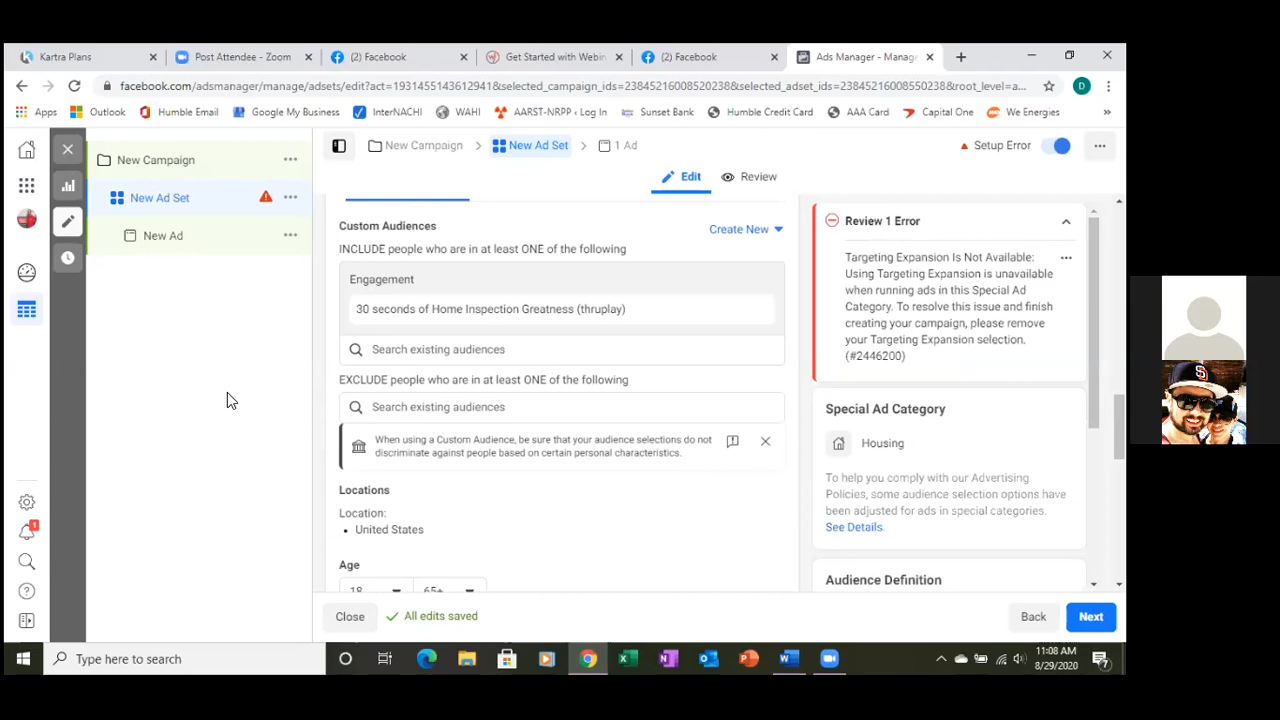 Kartra Plans
Post Attendee - Zoom
(2) Facebook
Get Started with Webin
(2) Facebook
Ads Manager - Manage
facebook.com/adsmanager/manage/adsets/edit?act=1931455143612941&selected_campaign_ids=23845216008520238&selected_adset_ids=23845216008550238&root_level=a...
Apps
Outlook
Humble Email
Google My Business
InterNACHI
WAHI
AARST-NRPP • Log In
Sunset Bank
Humble Credit Card
AAA Card
Capital One
We Energies
»
New Campaign
New Ad Set
New Ad
New Campaign > New Ad Set > 1 Ad
Setup Error
Edit
Review
Custom Audiences
Create New
INCLUDE people who are in at least ONE of the following
Engagement
30 seconds of Home Inspection Greatness (thruplay)
Search existing audiences
EXCLUDE people who are in at least ONE of the following
Search existing audiences
When using a Custom Audience, be sure that your audience selections do not
discriminate against people based on certain personal characteristics.
Locations
Location:
• United States
Age
18
65+
Review 1 Error
Targeting Expansion Is Not Available:
Using Targeting Expansion is unavailable
when running ads in this Special Ad
Category. To resolve this issue and finish
creating your campaign, please remove
your Targeting Expansion selection.
(#2446200)
Special Ad Category
Housing
To help you comply with our Advertising
Policies, some audience selection options have
been adjusted for ads in special categories.
See Details.
Audience Definition
Close
All edits saved
Back
Next
Type here to search
11:08 AM
8/29/2020